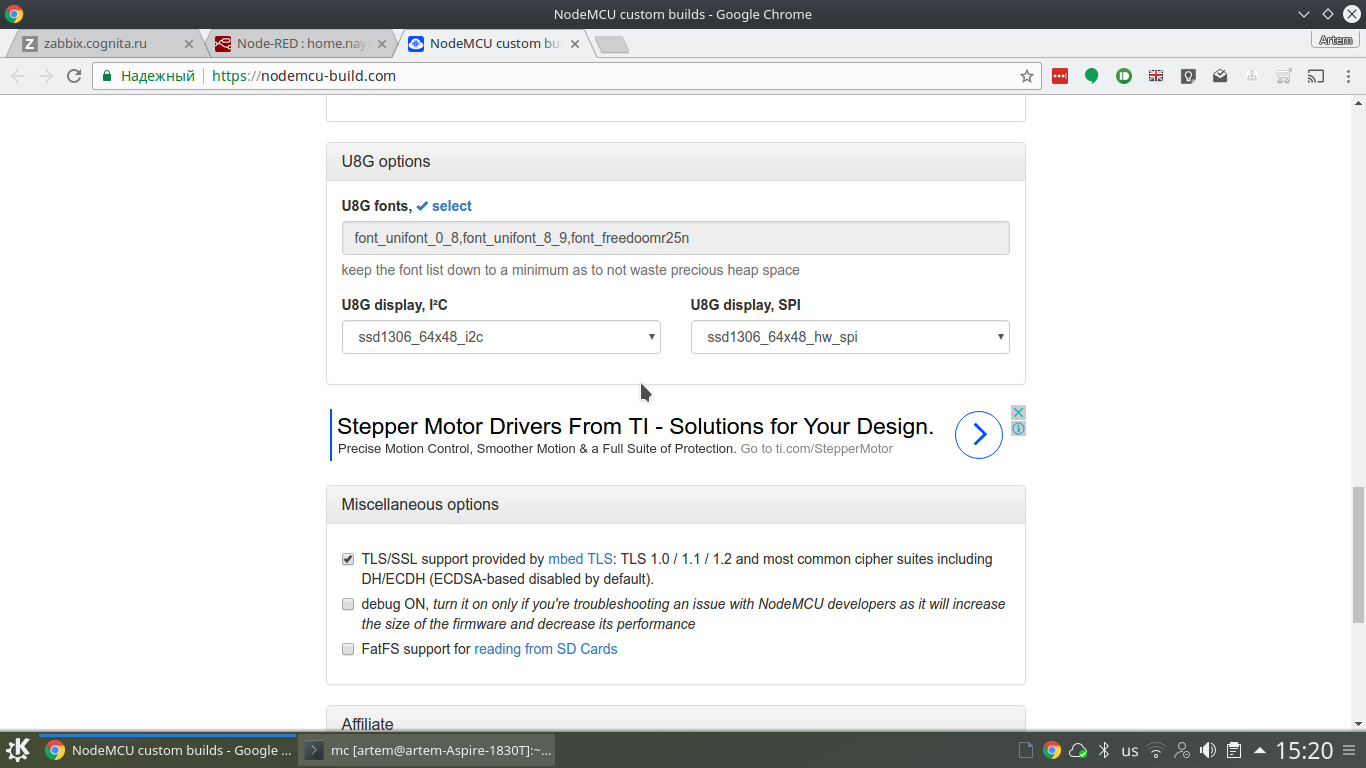 NodeMCU custom builds - Google Chrome
zabbix.cognita.ru
Node-RED : home.nay
NodeMCU custom bu
Artem
Надежный
https://nodemcu-build.com
U8G options
U8G fonts, select
font_unifont_0_8,font_unifont_8_9,font_freedoomr25n
keep the font list down to a minimum as to not waste precious heap space
U8G display, I²C
U8G display, SPI
ssd1306_64x48_i2c
ssd1306_64x48_hw_spi
Stepper Motor Drivers From TI - Solutions for Your Design.
Precise Motion Control, Smoother Motion & a Full Suite of Protection. Go to ti.com/StepperMotor
Miscellaneous options
TLS/SSL support provided by mbed TLS: TLS 1.0 / 1.1 / 1.2 and most common cipher suites including
DH/ECDH (ECDSA-based disabled by default).
debug ON, turn it on only if you're troubleshooting an issue with NodeMCU developers as it will increase
the size of the firmware and decrease its performance
FatFS support for reading from SD Cards
Affiliate
NodeMCU custom builds - Google ...
mc [artem@artem-Aspire-1830T]:~...
us
15:20